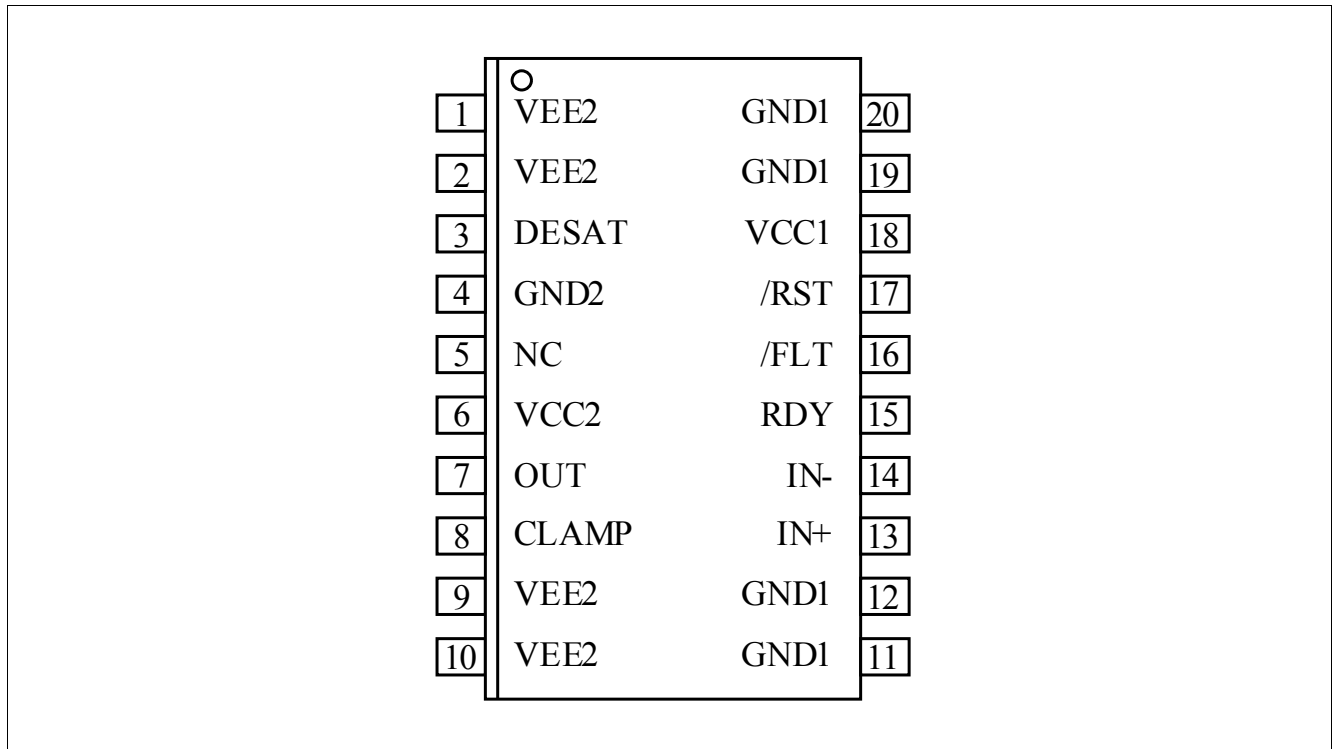 1 VEE2 GND1 20
2 VEE2 GND1 19
3 DESAT VCC1 18
4 GND2 /RST 17
5 NC /FLT 16
6 VCC2 RDY 15
7 OUT IN- 14
8 CLAMP IN+ 13
9 VEE2 GND1 12
10 VEE2 GND1 11